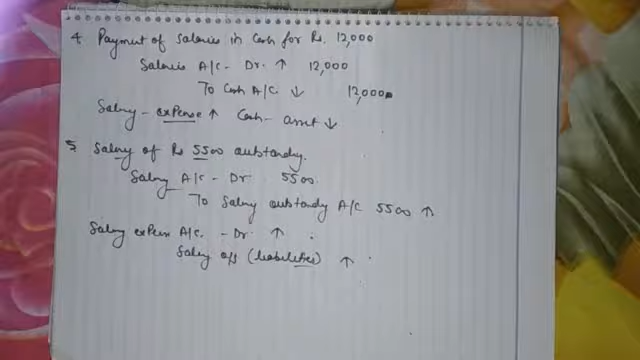 4. Payment of Salaries in Cash for Rs. 12,000
Salaries A/C - Dr. ↑ 12,000
To Cash A/C ↓ 12,000
Salary - expense ↑ Cash - asset ↓
5. Salary of Rs 5500 outstandy.
Salary A/C - Dr. 5500
To Salary outstandy A/C 5500 ↑
Salary expense A/C. - Dr. ↑
Salary o/s (liabilities) ↑